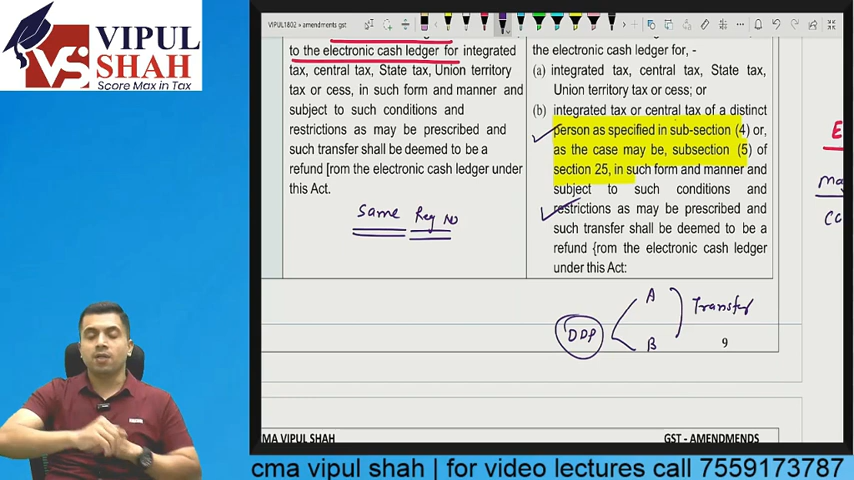 VIPUL
SHAH
VS
Score Max in Tax
VIPUL1802 + amendments gst
to the electronic cash ledger for integrated
tax, central tax, State tax, Union territory
tax or cess, in such form and manner and
subject to such conditions and
restrictions as may be prescribed and
such transfer shall be deemed to be a
refund [rom the electronic cash ledger under
this Act.
Same Reg No
the electronic cash ledger for, -
(a) integrated tax, central tax, State tax,
Union territory tax or cess; or
(b) integrated tax or central tax of a distinct
person as specified in sub-section (4) or,
as the case may be, subsection (5) of
section 25, in such form and manner and
subject to such conditions and
restrictions as may be prescribed and
such transfer shall be deemed to be a
refund {rom the electronic cash ledger
under this Act:
DDP
A
B
Transfer
9
CMA VIPUL SHAH
GST - AMENDMENTS
cma vipul shah | for video lectures call 7559173787